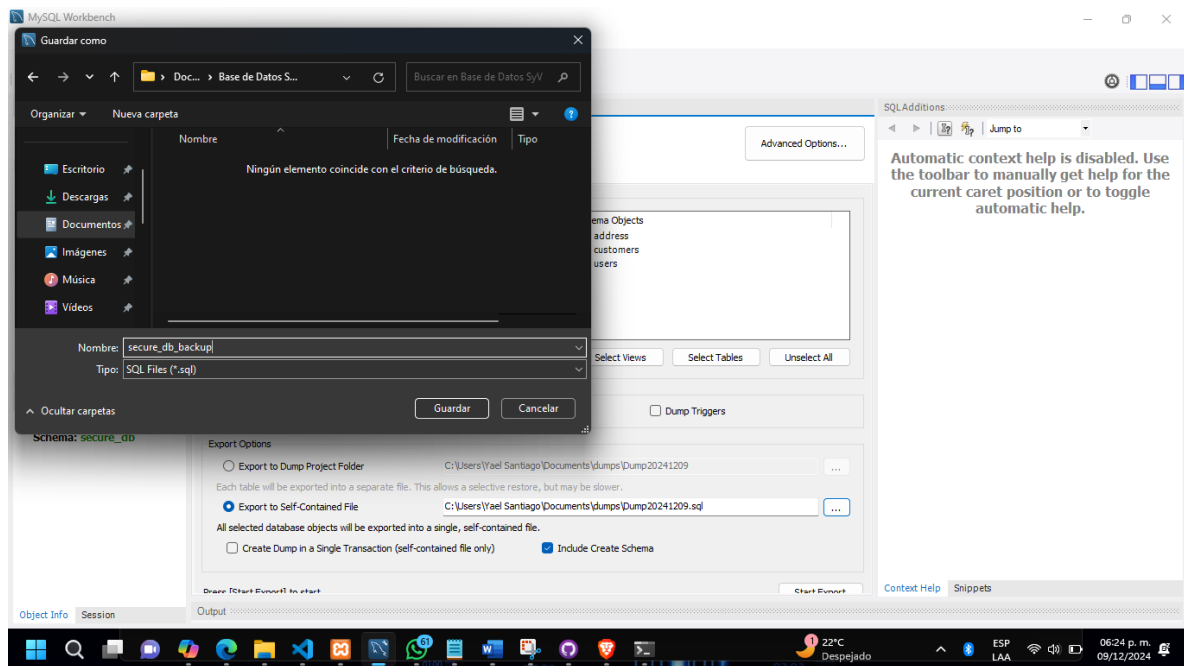 MySQL Workbench
Guardar como
Doc... > Base de Datos S...
Buscar en Base de Datos SyV
Organizar
Nueva carpeta
Nombre
Fecha de modificación
Tipo
Ningún elemento coincide con el criterio de búsqueda.
Escritorio
Descargas
Documentos
Imágenes
Música
Vídeos
Nombre: secure_db_backup
Tipo: SQL Files (*.sql)
Ocultar carpetas
Guardar
Cancelar
Advanced Options...
ema Objects
address
customers
users
Select Views
Select Tables
Unselect All
Dump Triggers
Schema: secure_db
Export Options
Export to Dump Project Folder
C:\Users\Yael Santiago\Documents\dumps\Dump20241209
...
Each table will be exported into a separate file. This allows a selective restore, but may be slower.
Export to Self-Contained File
C:\Users\Yael Santiago\Documents\dumps\Dump20241209.sql
...
All selected database objects will be exported into a single, self-contained file.
Create Dump in a Single Transaction (self-contained file only)
Include Create Schema
Press [Start Export] to start
Start Export
Object Info
Session
Output
SQLAdditions
Jump to
Automatic context help is disabled. Use
the toolbar to manually get help for the
current caret position or to toggle
automatic help.
Context Help
Snippets
61
1
22°C
Despejado
ESP
LAA
06:24 p. m.
09/12/2024